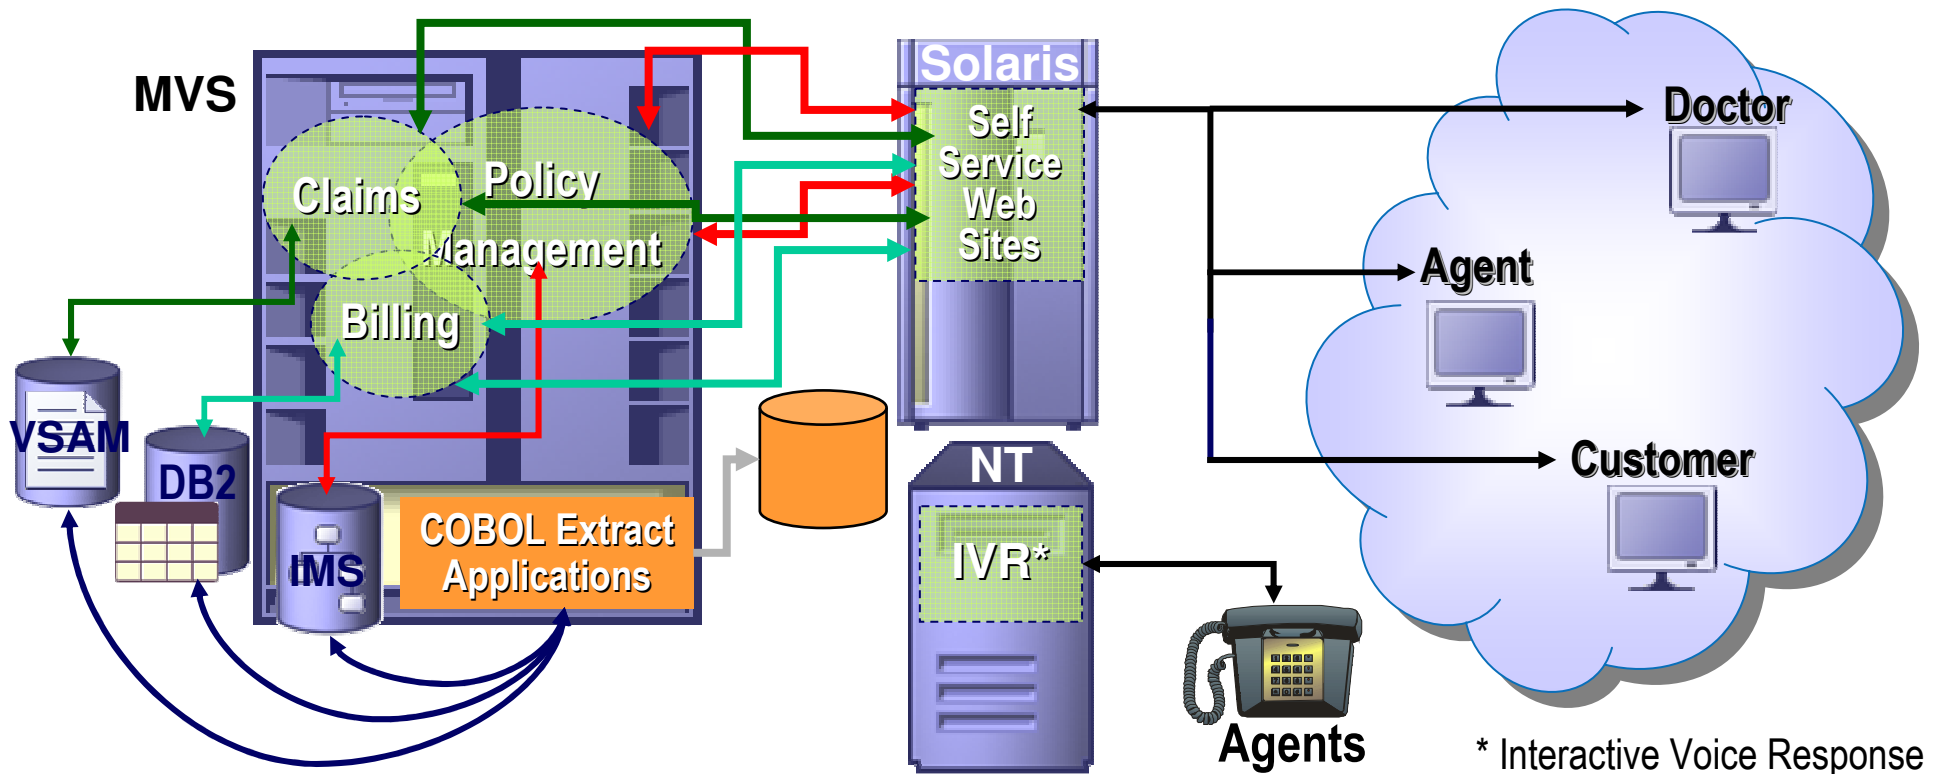 MVS
Claims
Policy
Management
Billing
VSAM
DB2
IMS
COBOL Extract
Applications
Solaris
Self
Service
Web
Sites
NT
IVR*
Doctor
Agent
Customer
Agents
* Interactive Voice Response